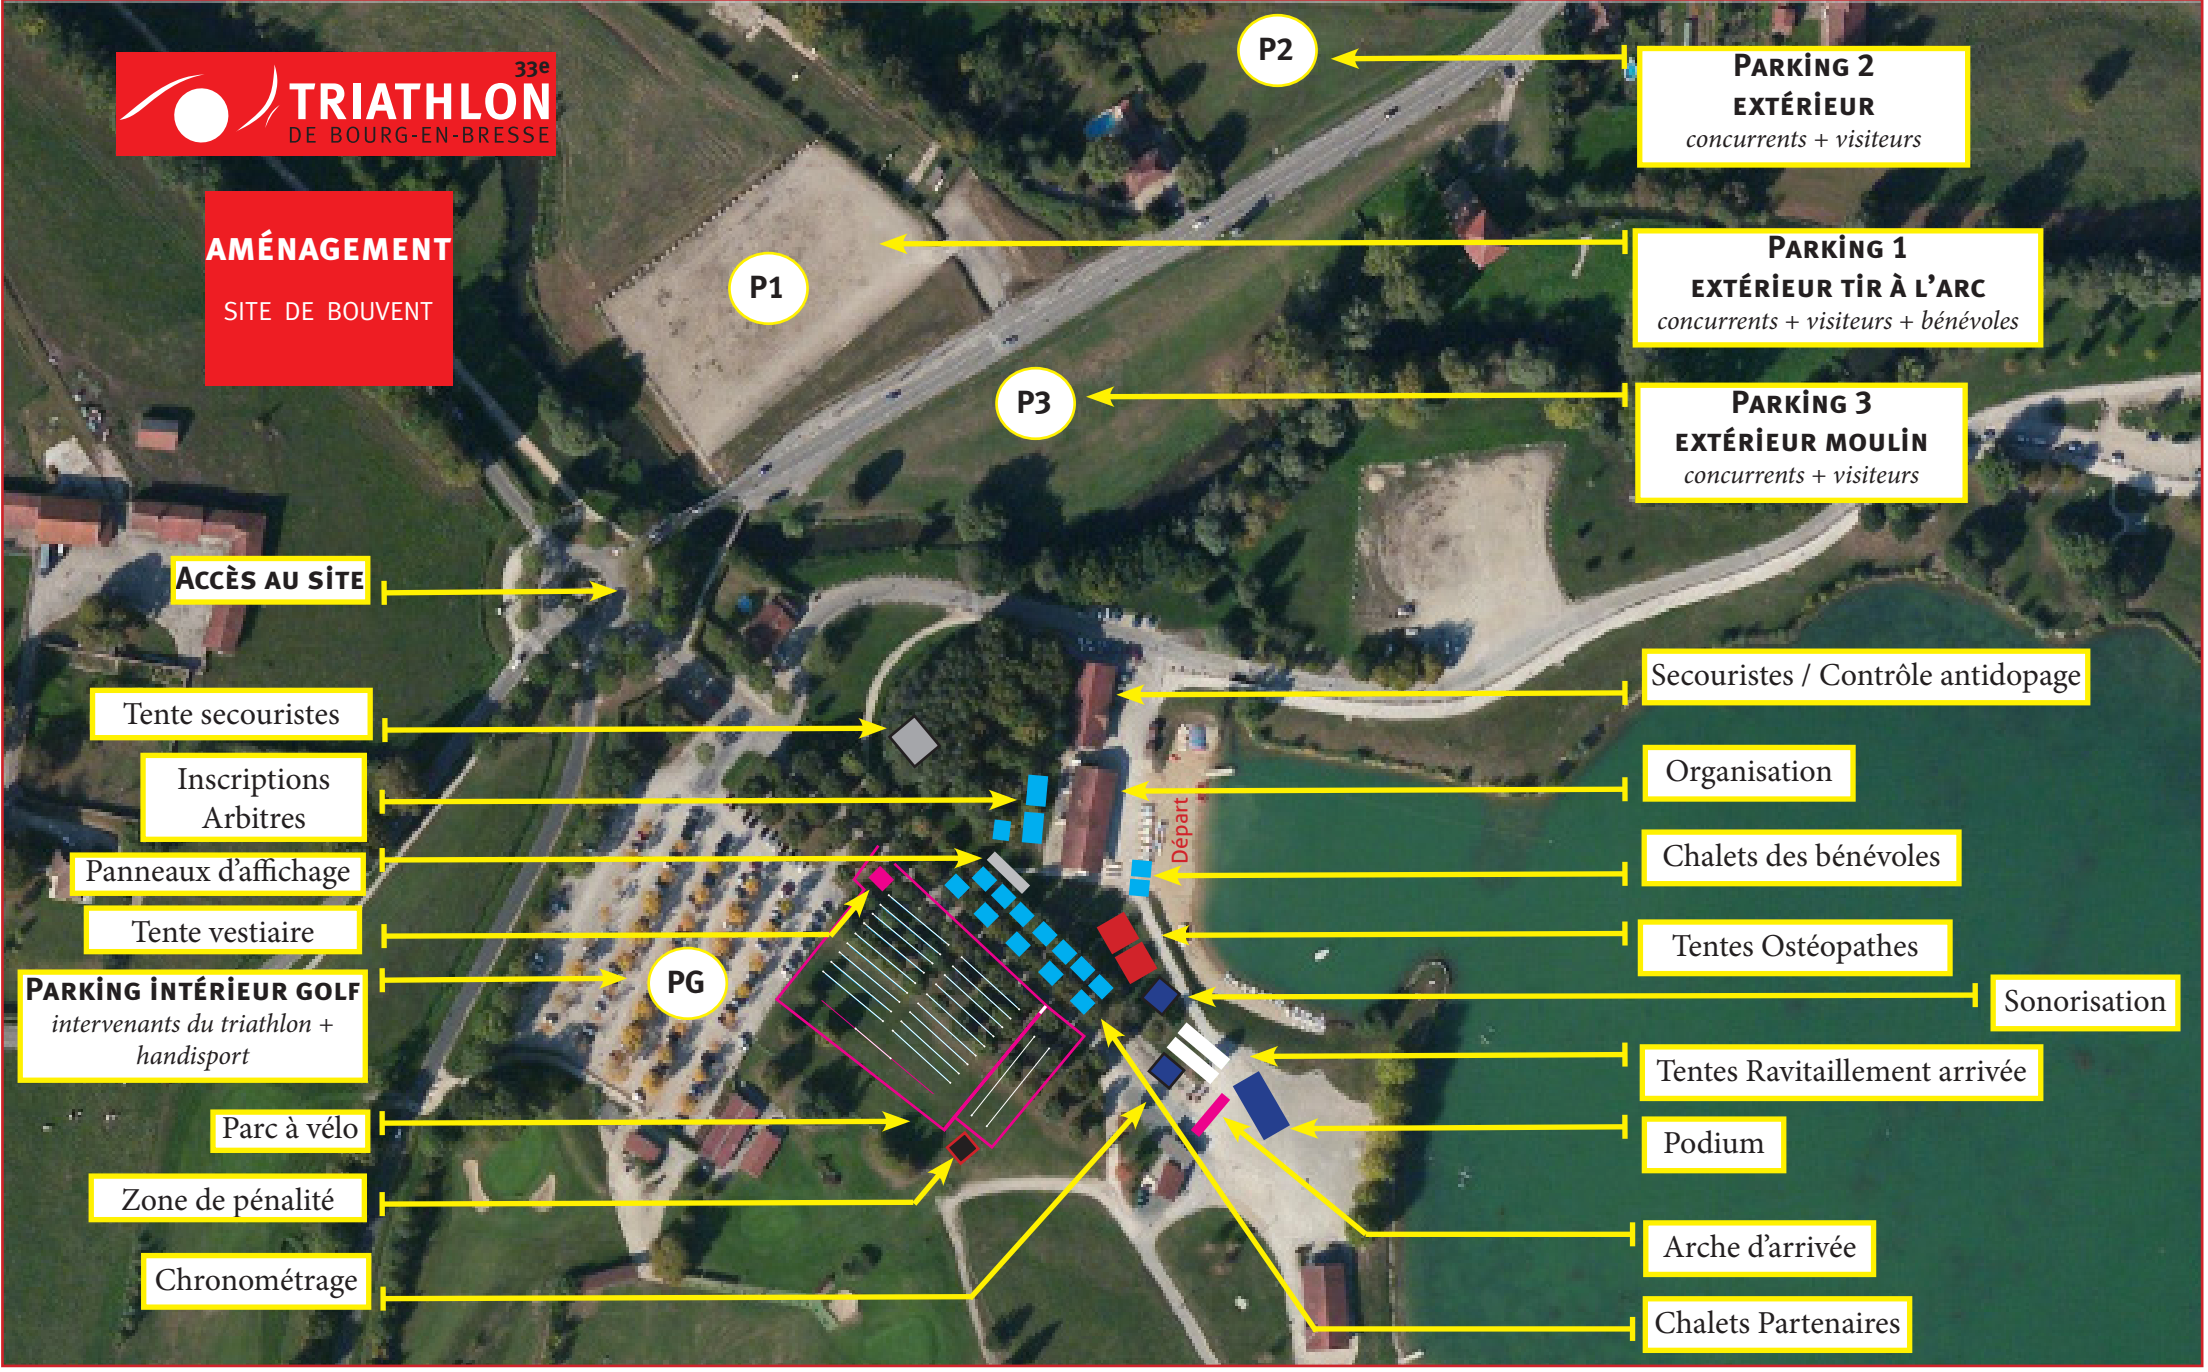 33e
TRIATHLON
DE BOURG-EN-BRESSE
AMÉNAGEMENT
SITE DE BOUVENT
P2
PARKING 2
EXTÉRIEUR
concurrents + visiteurs
P1
PARKING 1
EXTÉRIEUR TIR À L'ARC
concurrents + visiteurs + bénévoles
P3
PARKING 3
EXTÉRIEUR MOULIN
concurrents + visiteurs
ACCÈS AU SITE
Tente secouristes
Inscriptions
Arbitres
Panneaux d'affichage
Tente vestiaire
PARKING INTÉRIEUR GOLF
intervenants du triathlon +
handisport
PG
Parc à vélo
Zone de pénalité
Chronométrage
Départ
Secouristes / Contrôle antidopage
Organisation
Chalets des bénévoles
Tentes Ostéopathes
Sonorisation
Tentes Ravitaillement arrivée
Podium
Arche d'arrivée
Chalets Partenaires